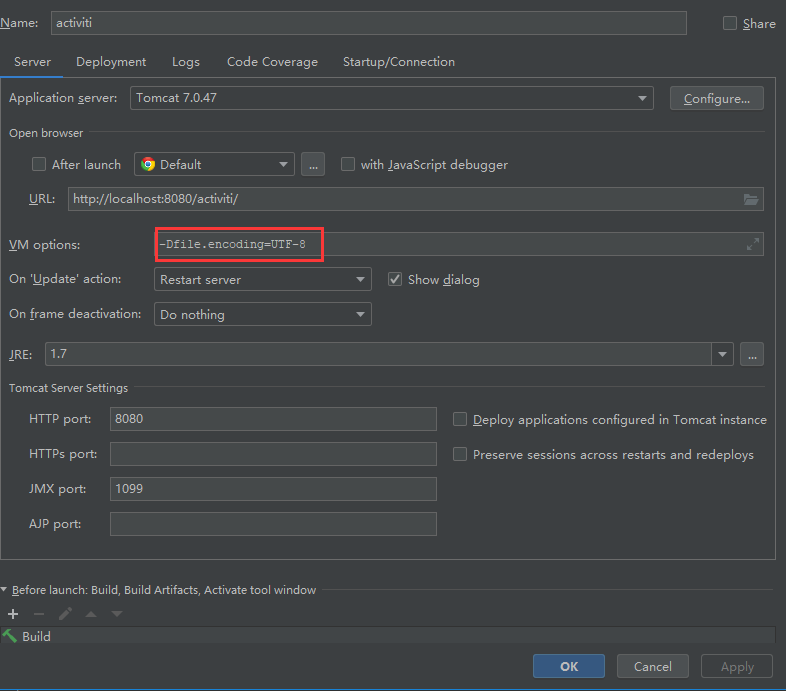 Name: activiti Share
Server Deployment Logs Code Coverage Startup/Connection
Application server: Tomcat 7.0.47 Configure...
Open browser
After launch Default ... with JavaScript debugger
URL: http://localhost:8080/activiti/
VM options: -Dfile.encoding=UTF-8
On 'Update' action: Restart server Show dialog
On frame deactivation: Do nothing
JRE: 1.7 ...
Tomcat Server Settings
HTTP port: 8080 Deploy applications configured in Tomcat instance
HTTPs port: Preserve sessions across restarts and redeploys
JMX port: 1099
AJP port:
Before launch: Build, Build Artifacts, Activate tool window
Build
OK Cancel Apply